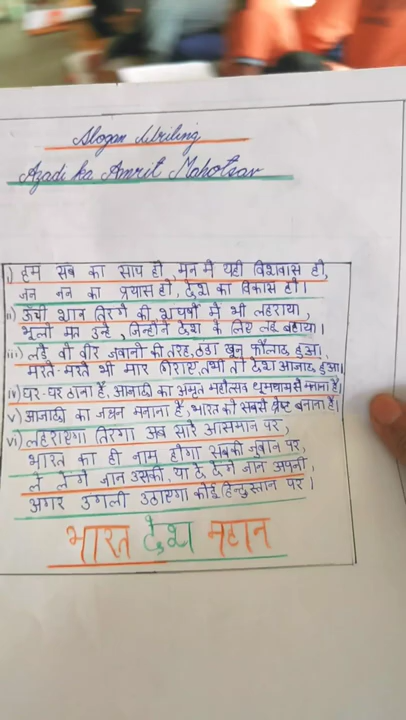 Slogan Writing
Azadi ka Amrit Mahotsav
i) हम सब का साथ हो, मन में यही विशवास हो,
जन जन का प्रयास हो, देश का विकास हो।
ii) ऊँची शान तिरंगे की, संघर्षो में भी लहराया,
भूलो मत उन्हे, जिन्होंने देश के लिए लहू बहाया।
iii) लड़े वो वीर जवानो की तरह, ठंडा खून फौलाद हुआ,
मरते-मरते भी मार गिराए, तभी तो देश आजाद हुआ।
iv) घर-घर ठाना है, आजादी का अमृत महोत्सव धूमधाम से मनाना है।
v) आजादी का जश्न मनाना है, भारत को सबसे श्रेष्ट बनाना है।
vi) लहराएगा तिरंगा अब सारे आसमान पर,
भारत का ही नाम होगा सबकी जुबान पर,
ले लेंगे जान उसकी, या दे देंगे जान अपनी,
अगर उंगली उठाएगा कोई हिन्दुस्तान पर।
भारत देश महान